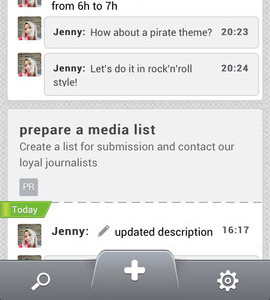 from 6h to 7h
Jenny: How about a pirate theme? 20:23
Jenny: Let's do it in rock'n'roll 20:24
style!
prepare a media list
Create a list for submission and contact our
loyal journalists
PR
Today
Jenny: updated description 16:17